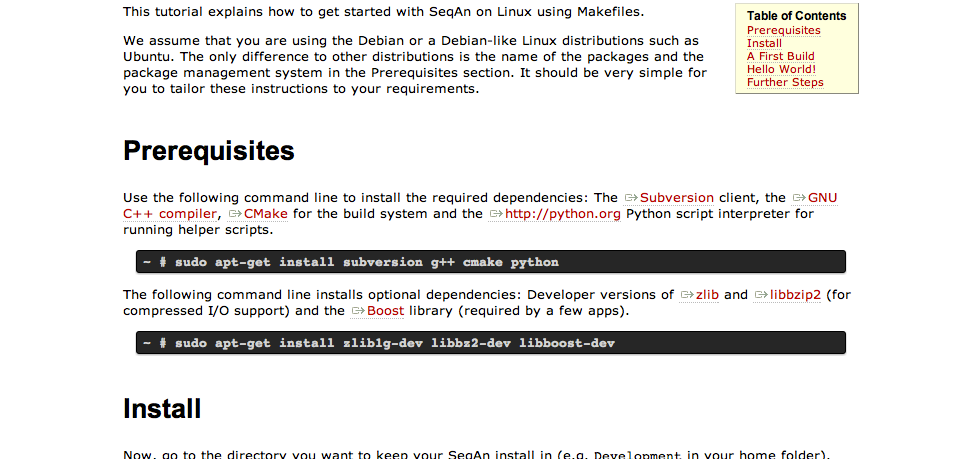 This tutorial explains how to get started with SeqAn on Linux using Makefiles.
We assume that you are using the Debian or a Debian-like Linux distributions such as
Ubuntu. The only difference to other distributions is the name of the packages and the
package management system in the Prerequisites section. It should be very simple for
you to tailor these instructions to your requirements.
Table of Contents
Prerequisites
Install
A First Build
Hello World!
Further Steps
Prerequisites
Use the following command line to install the required dependencies: The Subversion client, the GNU
C++ compiler, CMake for the build system and the http://python.org Python script interpreter for
running helper scripts.
~ # sudo apt-get install subversion g++ cmake python
The following command line installs optional dependencies: Developer versions of zlib and libbzip2 (for
compressed I/O support) and the Boost library (required by a few apps).
~ # sudo apt-get install zlib1g-dev libbz2-dev libboost-dev
Install
Now, go to the directory you want to keep your SeqAn install in (e.g. Development in your home folder).